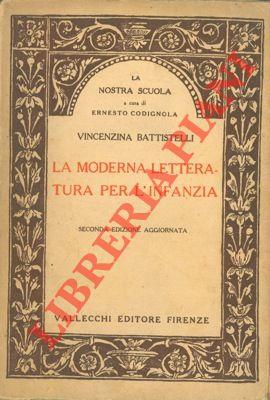 LA
NOSTRA SCUOLA
a cura di
ERNESTO CODIGNOLA
VINCENZINA BATTISTELLI
LA MODERNA LETTERA-
TURA PER L'INFANZIA
SECONDA EDIZIONE AGGIORNATA
VALLECCHI EDITORE FIRENZE
LIBRERIA PIANI